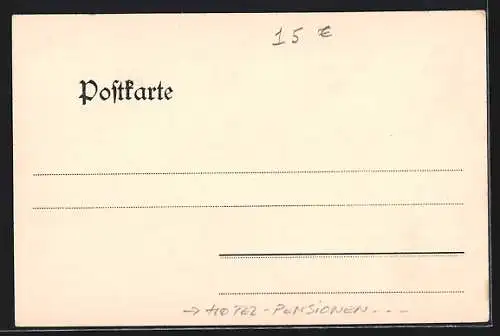 15 €
Postkarte
→ HOTEL-PENSIONEN...